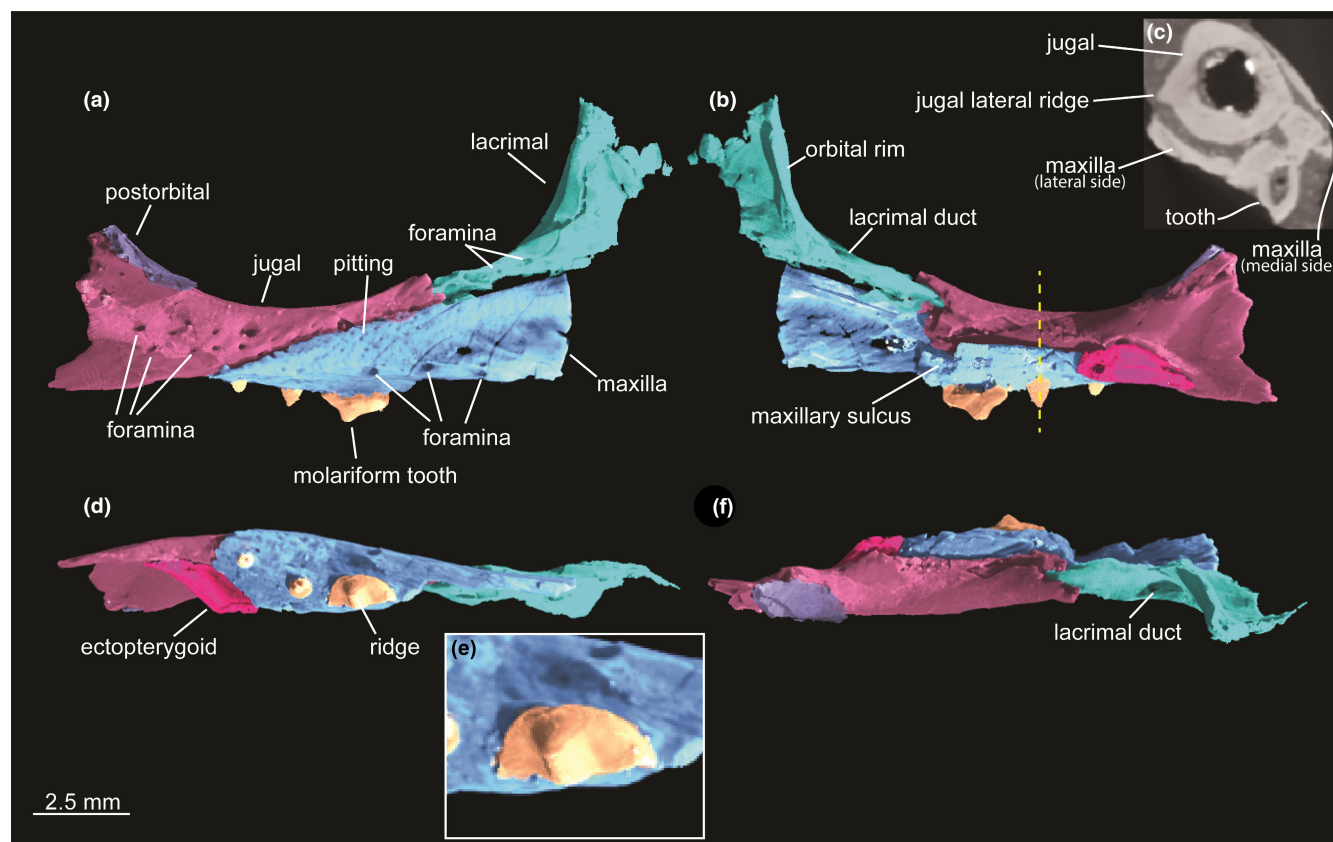 (a)
lacrimal
postorbital
foramina
jugal
pitting
maxilla
foramina
foramina
molariform tooth
(b)
orbital rim
lacrimal duct
maxillary sulcus
(c)
jugal
jugal lateral ridge
maxilla
(lateral side)
tooth
maxilla
(medial side
(d)
ectopterygoid
ridge
(e)
(f)
lacrimal duct
2.5 mm